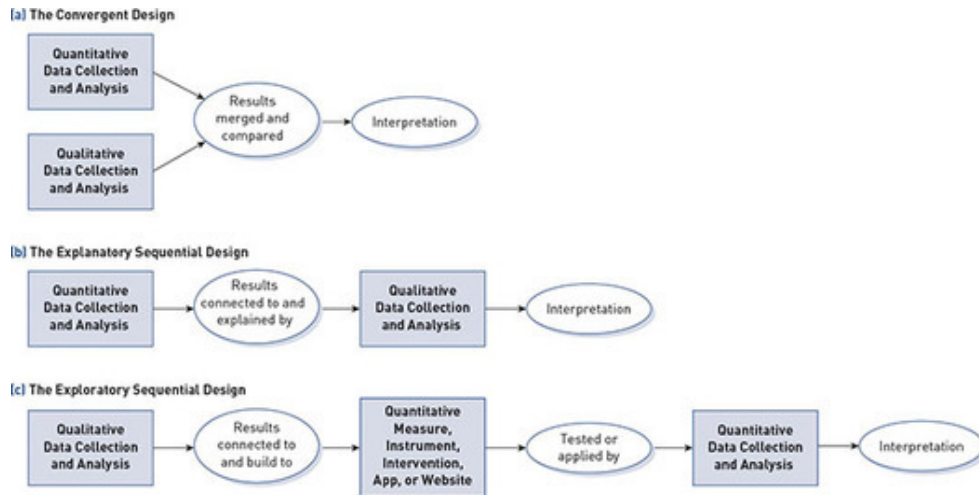 (a) The Convergent Design
Quantitative
Data Collection
and Analysis
Results
merged and
compared
Interpretation
Qualitative
Data Collection
and Analysis
(b) The Explanatory Sequential Design
Quantitative
Data Collection
and Analysis
Results
connected to and
explained by
Qualitative
Data Collection
and Analysis
Interpretation
(c) The Exploratory Sequential Design
Qualitative
Data Collection
and Analysis
Results
connected to
and build to
Quantitative
Measure,
Instrument,
Intervention,
App, or Website
Tested or
applied by
Quantitative
Data Collection
and Analysis
Interpretation